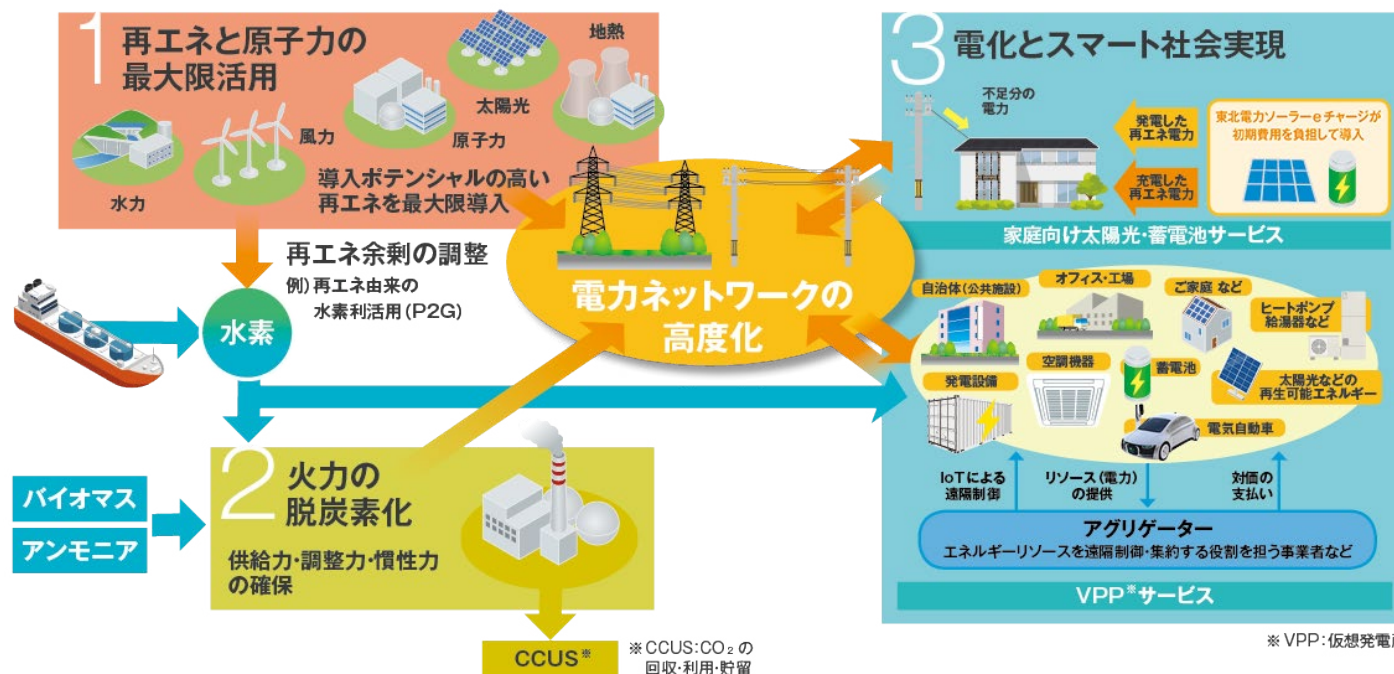 1 再エネと原子力の
最大限活用
地熱
太陽光
原子力
風力
水力
導入ポテンシャルの高い
再エネを最大限導入
再エネ余剰の調整
例) 再エネ由来の
水素利活用(P2G)
水素
電力ネットワークの
高度化
バイオマス
アンモニア
2 火力の
脱炭素化
供給力・調整力・慣性力
の確保
CCUS※
※CCUS:CO₂の
回収・利用・貯留
3 電化とスマート社会実現
不足分の
電力
発電した
再エネ電力
充電した
再エネ電力
東北電力ソーラーeチャージが
初期費用を負担して導入
家庭向け太陽光・蓄電池サービス
自治体(公共施設)
オフィス・工場
ご家庭 など
ヒートポンプ
給湯器など
発電設備
空調機器
蓄電池
太陽光などの
再生可能エネルギー
電気自動車
IoTによる
遠隔制御
リソース(電力)
の提供
対価の
支払い
アグリゲーター
エネルギーリソースを遠隔制御・集約する役割を担う事業者など
VPP※サービス
※VPP:仮想発電